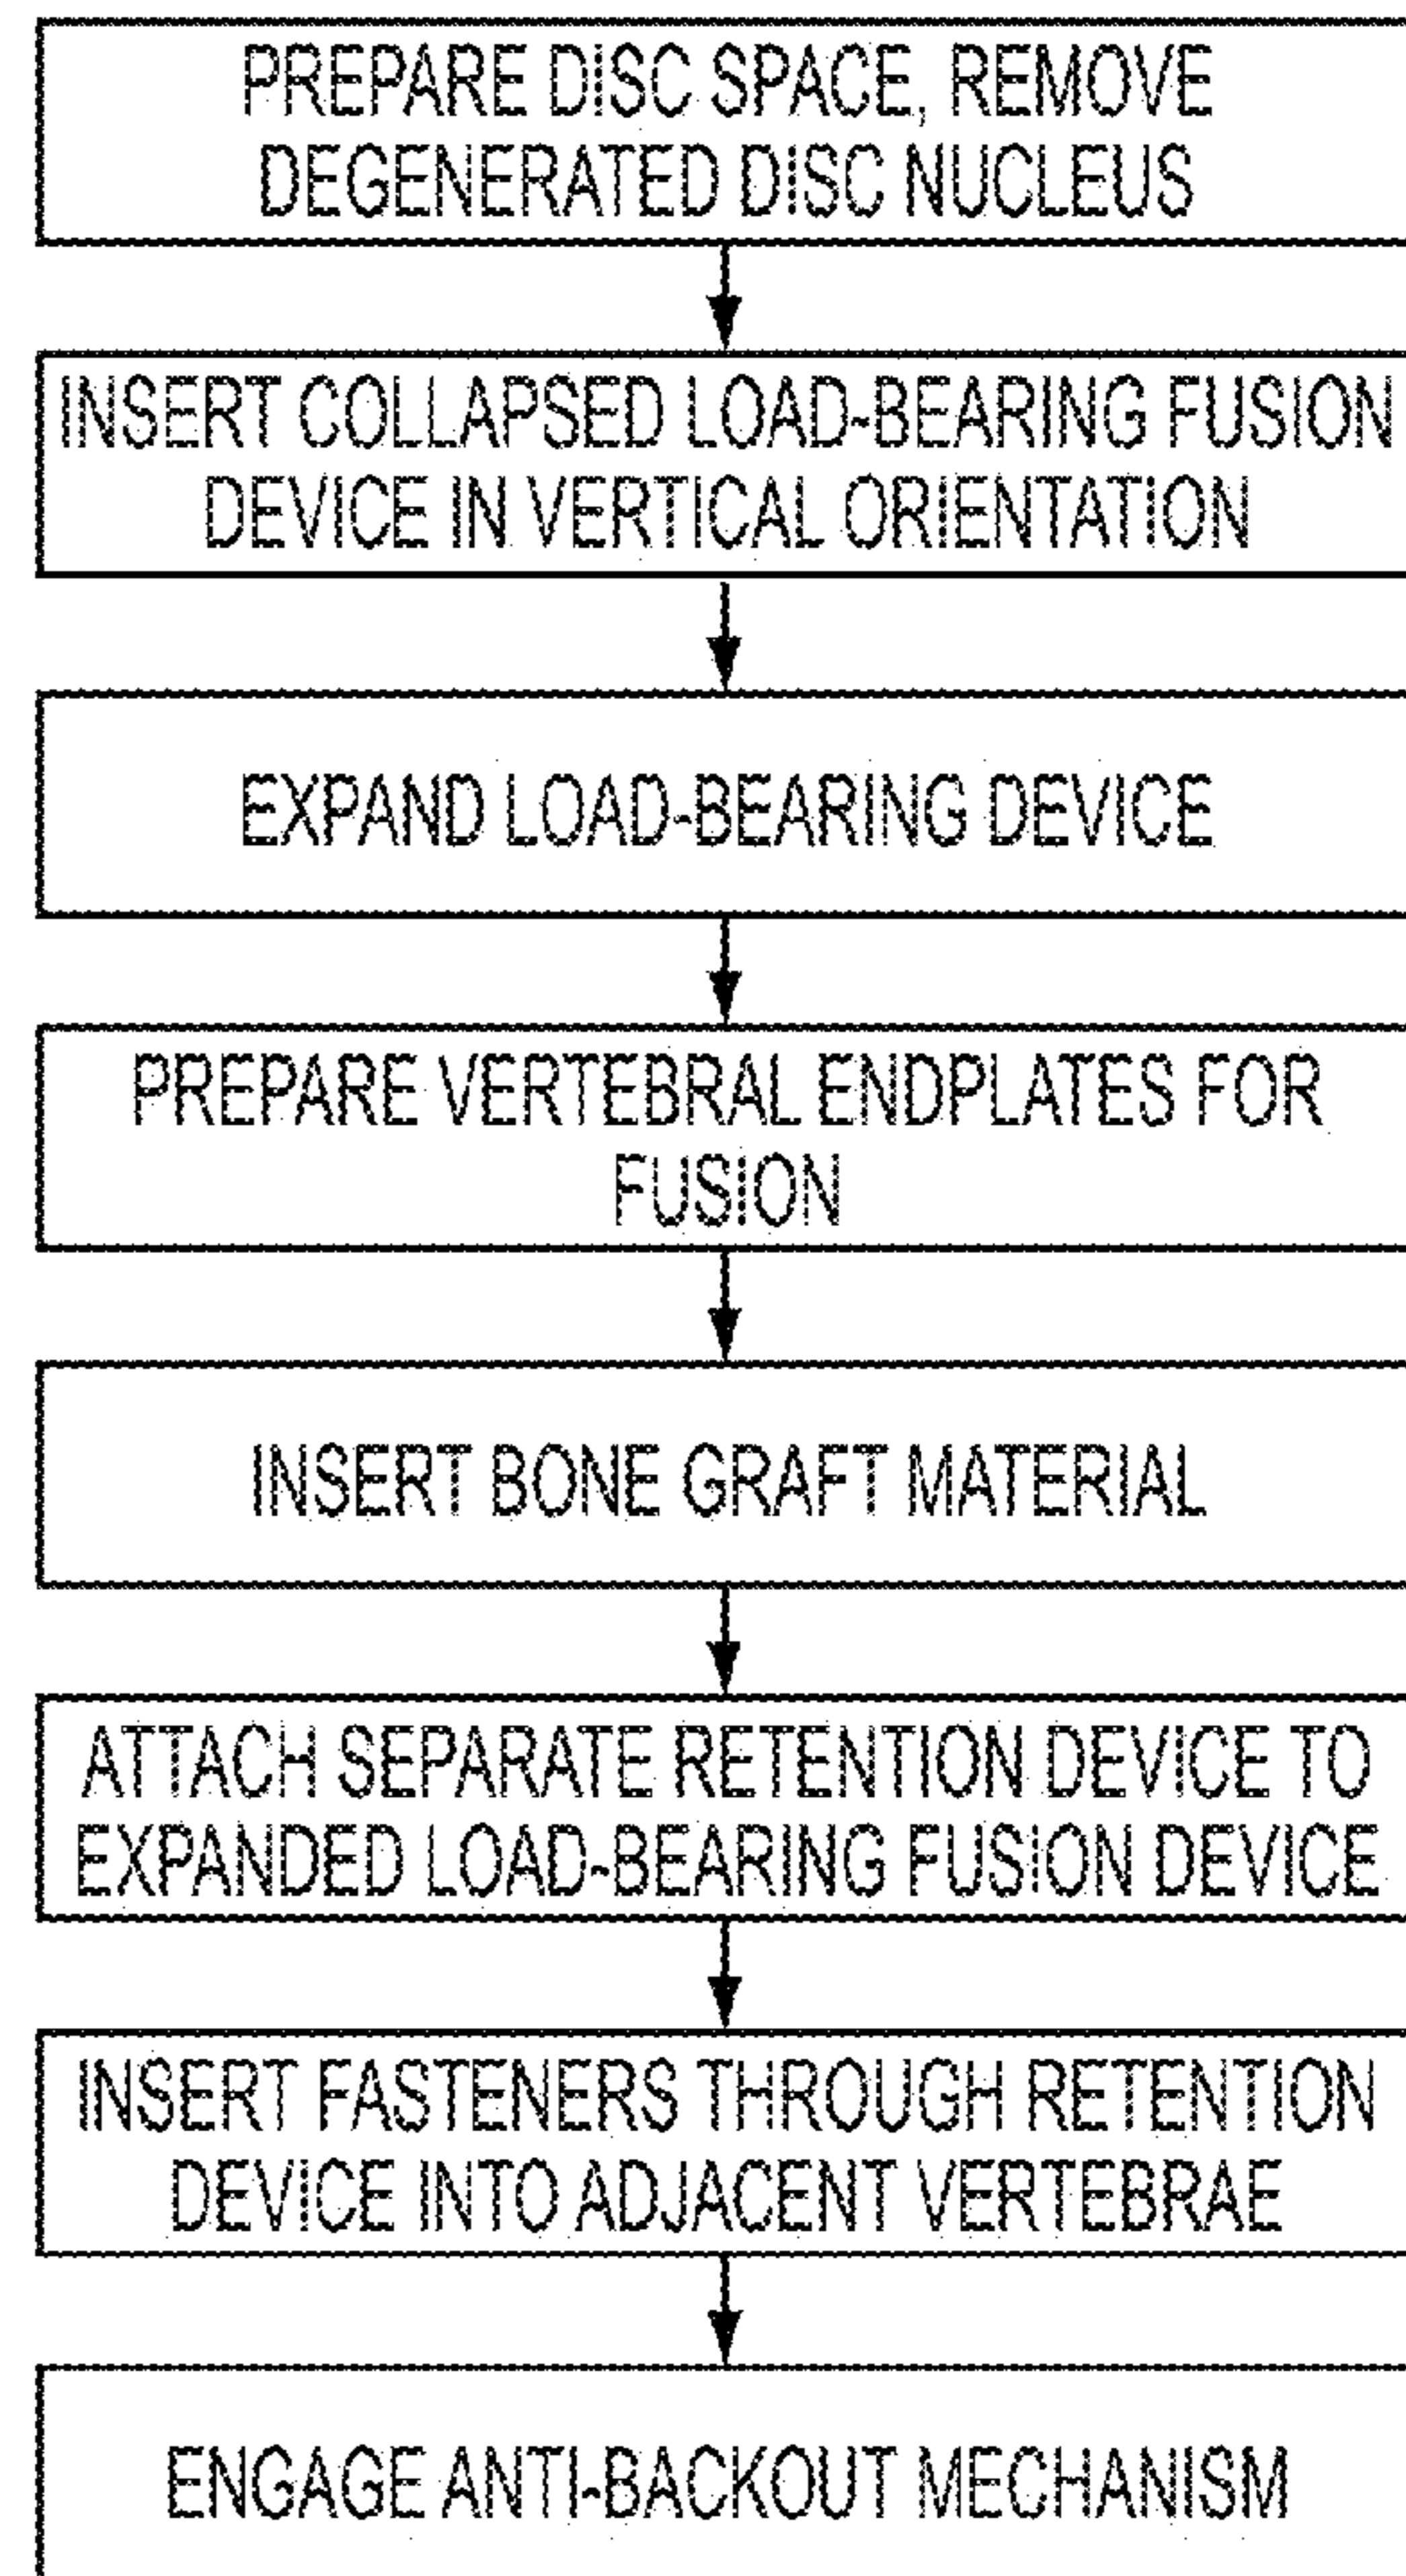 PREPARE DISC SPACE, REMOVE
DEGENERATED DISC NUCLEUS
INSERT COLLAPSED LOAD-BEARING FUSION
DEVICE IN VERTICAL ORIENTATION
EXPAND LOAD-BEARING DEVICE
PREPARE VERTEBRAL ENDPLATES FOR
FUSION
INSERT BONE GRAFT MATERIAL
ATTACH SEPARATE RETENTION DEVICE TO
EXPANDED LOAD-BEARING FUSION DEVICE
INSERT FASTENERS THROUGH RETENTION
DEVICE INTO ADJACENT VERTEBRAE
ENGAGE ANTI-BACKOUT MECHANISM